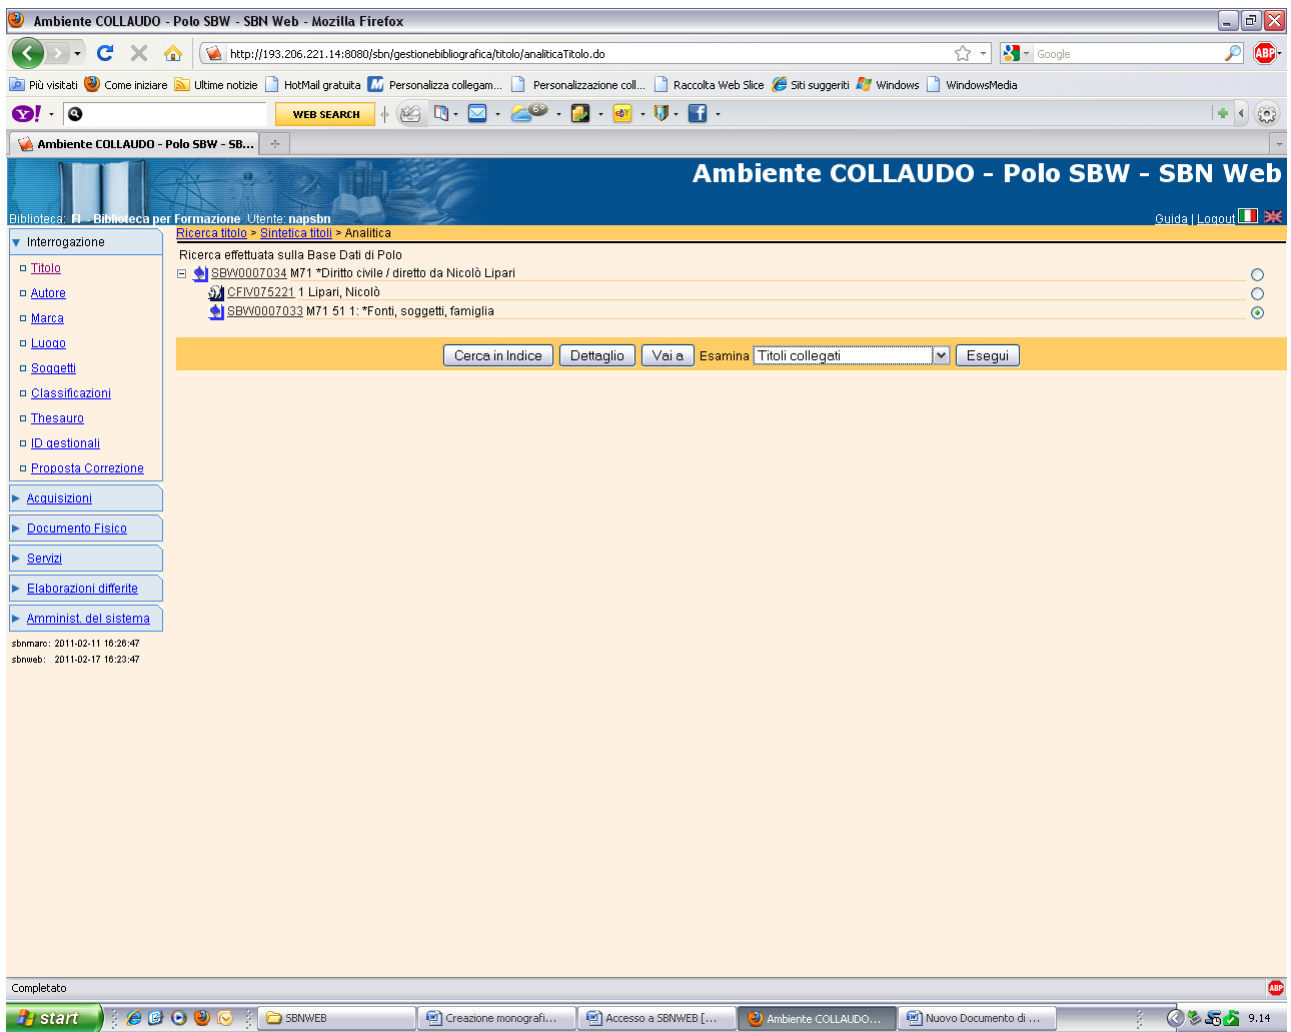 Ambiente COLLAUDO - Polo SBW - SBN Web - Mozilla Firefox
http://193.206.221.14:8080/sbn/gestionebibliografica/titolo/analiticaTitolo.do
Google
ABP
Più visitati Come iniziare Ultime notizie HotMail gratuita Personalizza collegam... Personalizzazione coll... Raccolta Web Slice Siti suggeriti Windows WindowsMedia
Y! WEB SEARCH
Ambiente COLLAUDO - Polo SBW - SB...
Ambiente COLLAUDO - Polo SBW - SBN Web
Biblioteca: FI - Biblioteca per Formazione Utente: napsbn
Guida | Logout
Ricerca titolo > Sintetica titoli > Analitica
Interrogazione
Titolo
Autore
Marca
Luogo
Soggetti
Classificazioni
Thesauro
ID gestionali
Proposta Correzione
Acquisizioni
Documento Fisico
Servizi
Elaborazioni differite
Amminist. del sistema
sbnmarc: 2011-02-11 16:26:47
sbnweb: 2011-02-17 16:23:47
Ricerca effettuata sulla Base Dati di Polo
SBW0007034 M71 *Diritto civile / diretto da Nicolò Lipari
CFIV075221 1 Lipari, Nicolò
SBW0007033 M71 51 1: *Fonti, soggetti, famiglia
Cerca in Indice Dettaglio Vai a Esamina Titoli collegati Esegui
Completato
ABP
start SBNWEB Creazione monografi... Accesso a SBNWEB [... Ambiente COLLAUDO... Nuovo Documento di ... 9.14